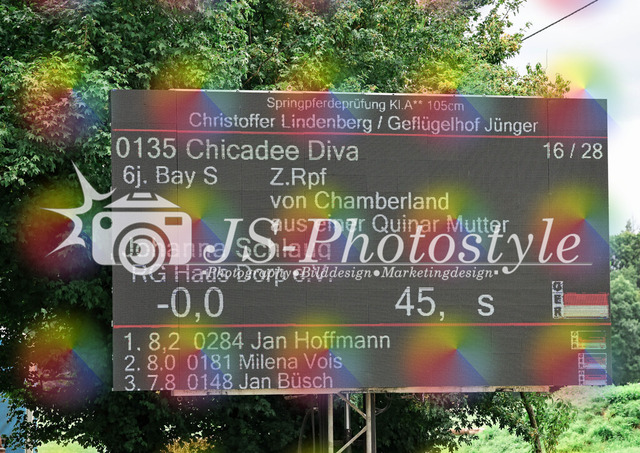 Springpferdeprüfung Kl.A** 105cm
Christoffer Lindenberg / Geflügelhof Jünger
0135 Chicadee Diva 16 / 28
6j. Bay S Z.Rpf
von Chamberland
aus einer Quinar Mutter
JS-Photostyle
•Photography•Bilddesign•Marketingdesign•
RG
-0,0 45, s GER
1. 8,2 0284 Jan Hoffmann
2. 8.0 0181 Milena Vois
3. 7.8 0148 Jan Büsch